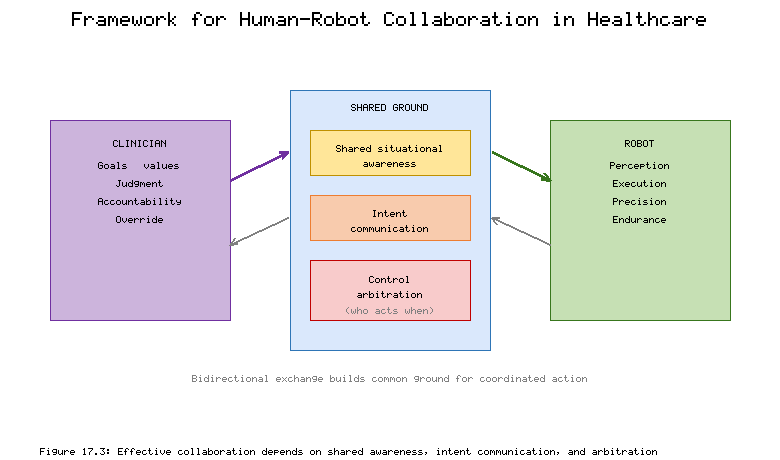 Framework for Human-Robot Collaboration in Healthcare
CLINICIAN
Goals values
Judgment
Accountability
Override
SHARED GROUND
Shared situational
awareness
Intent
communication
Control
arbitration
(who acts when)
ROBOT
Perception
Execution
Precision
Endurance
Bidirectional exchange builds common ground for coordinated action
Figure 17.3: Effective collaboration depends on shared awareness, intent communication, and arbitration